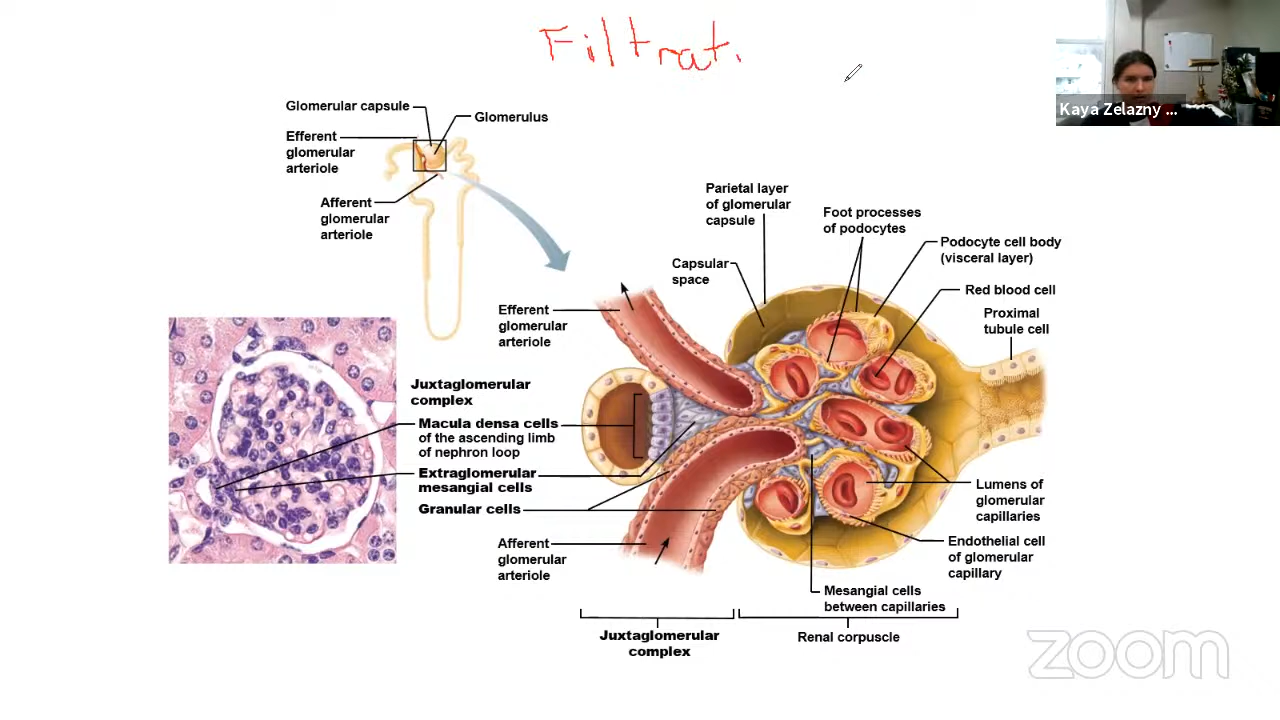 Filtrat.
Kaya Zelazny ...
Glomerular capsule
Glomerulus
Efferent
glomerular
arteriole
Afferent
glomerular
arteriole
Parietal layer
of glomerular
capsule
Foot processes
of podocytes
Podocyte cell body
(visceral layer)
Capsular
space
Red blood cell
Efferent
glomerular
arteriole
Proximal
tubule cell
Juxtaglomerular
complex
Macula densa cells
of the ascending limb
of nephron loop
Extraglomerular
mesangial cells
Granular cells
Lumens of
glomerular
capillaries
Afferent
glomerular
arteriole
Endothelial cell
of glomerular
capillary
Mesangial cells
between capillaries
Juxtaglomerular
complex
Renal corpuscle
zoom